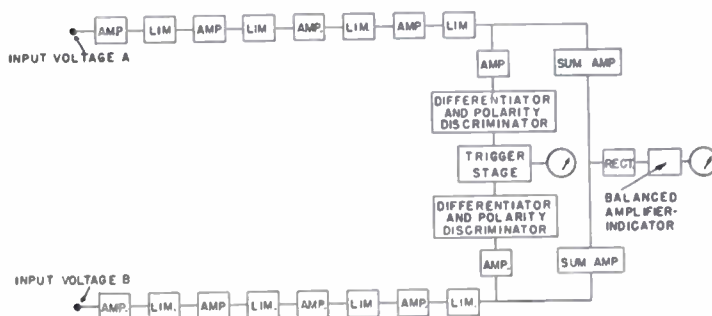 AMP LIM AMP LIM AMP. LIM AMP LIM
INPUT VOLTAGE A
AMP
SUM AMP
DIFFERENTIATOR
AND POLARITY
DISCRIMINATOR
TRIGGER
STAGE
RECT.
DIFFERENTIATOR
AND POLARITY
DISCRIMINATOR
BALANCED
AMPLIFIER-
INDICATOR
AMP.
SUM AMP
INPUT VOLTAGE B
AMP. LIM. AMP LIM. AMP. LIM AMP. LIM.